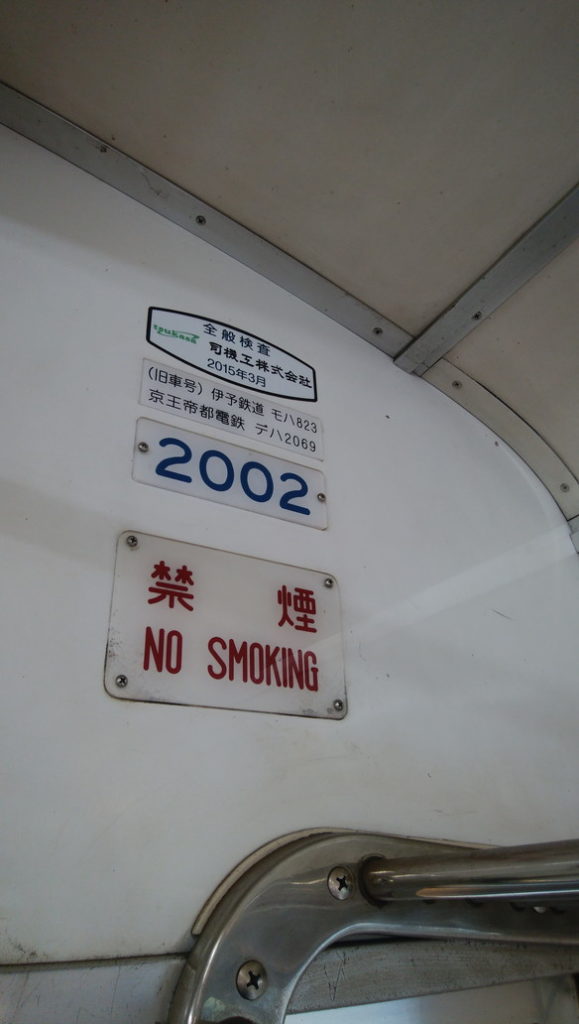 全般検査
tsukasa 司機工株式会社
2015年3月
(旧車号) 伊予鉄道 モハ823
京王帝都電鉄 デハ2069
2002
禁 煙
NO SMOKING